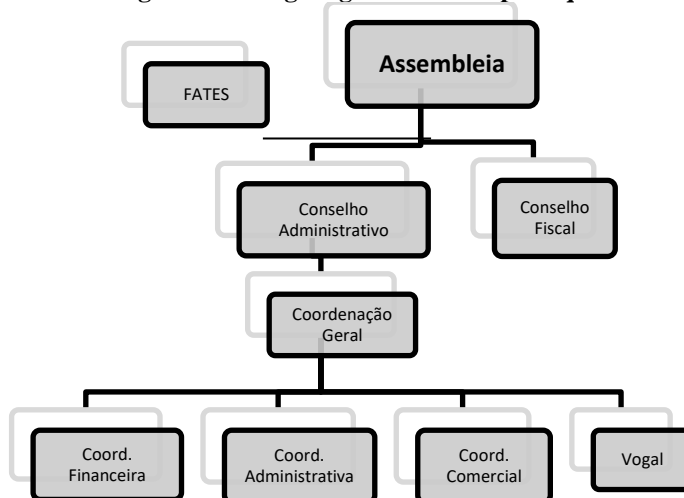 Assembleia
FATES
Conselho
Administrativo
Conselho
Fiscal
Coordenação
Geral
Coord.
Financeira
Coord.
Administrativa
Coord.
Comercial
Vogal